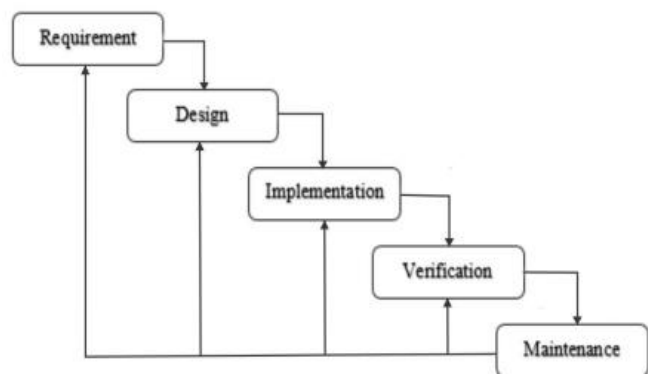 Requirement
Design
Implementation
Verification
Maintenance